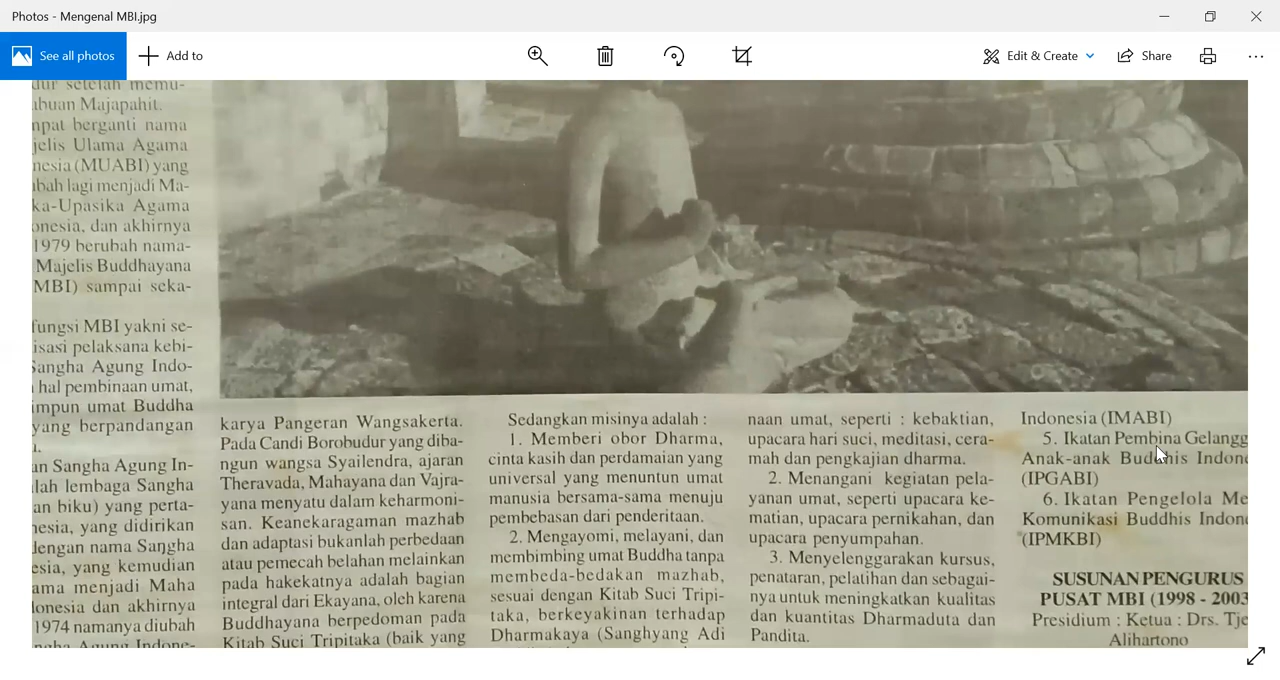 Photos - Mengenal MBI.jpg
See all photos
Add to
Edit & Create
Share
dur setelah memu-
abuan Majapahit.
mpat berganti nama
jelis Ulama Agama
nesia (MUABI) yang
bah lagi menjadi Ma-
ka-Upasika Agama
onesia, dan akhirnya
1979 berubah nama-
Majelis Buddhayana
MBI) sampai seka-
fungsi MBI yakni se-
isasi pelaksana kebi-
Sangha Agung Indo-
hal pembinaan umat,
impun umat Buddha
yang berpandangan
an Sangha Agung In-
lah lembaga Sangha
an biku) yang perta-
nesia, yang didirikan
dengan nama Sangha
esia, yang kemudian
ama menjadi Maha
donesia dan akhirnya
1974 namanya diubah
ngha Agung Indone-
karya Pangeran Wangsakerta.
Pada Candi Borobudur yang diba-
ngun wangsa Syailendra, ajaran
Theravada, Mahayana dan Vajra-
yana menyatu dalam keharmoni-
san. Keanekaragaman mazhab
dan adaptasi bukanlah perbedaan
atau pemecah belahan melainkan
pada hakekatnya adalah bagian
integral dari Ekayana, oleh karena
Buddhayana berpedoman pada
Kitab Suci Tripitaka (baik yang
Sedangkan misinya adalah :
1. Memberi obor Dharma,
cinta kasih dan perdamaian yang
universal yang menuntun umat
manusia bersama-sama menuju
pembebasan dari penderitaan.
2. Mengayomi, melayani, dan
membimbing umat Buddha tanpa
membeda-bedakan mazhab,
sesuai dengan Kitab Suci Tripi-
taka, berkeyakinan terhadap
Dharmakaya (Sanghyang Adi
naan umat, seperti : kebaktian,
upacara hari suci, meditasi, cera-
mah dan pengkajian dharma.
2. Menangani kegiatan pela-
yanan umat, seperti upacara ke-
matian, upacara pernikahan, dan
upacara penyumpahan.
3. Menyelenggarakan kursus,
penataran, pelatihan dan sebagai-
nya untuk meningkatkan kualitas
dan kuantitas Dharmaduta dan
Pandita.
Indonesia (IMABI)
5. Ikatan Pembina Gelangg
Anak-anak Buddhis Indone
(IPGABI)
6. Ikatan Pengelola Me
Komunikasi Buddhis Indon
(IPMKBI)
SUSUNAN PENGURUS
PUSAT MBI (1998 - 2003
Presidium : Ketua : Drs. Tje
Alihartono